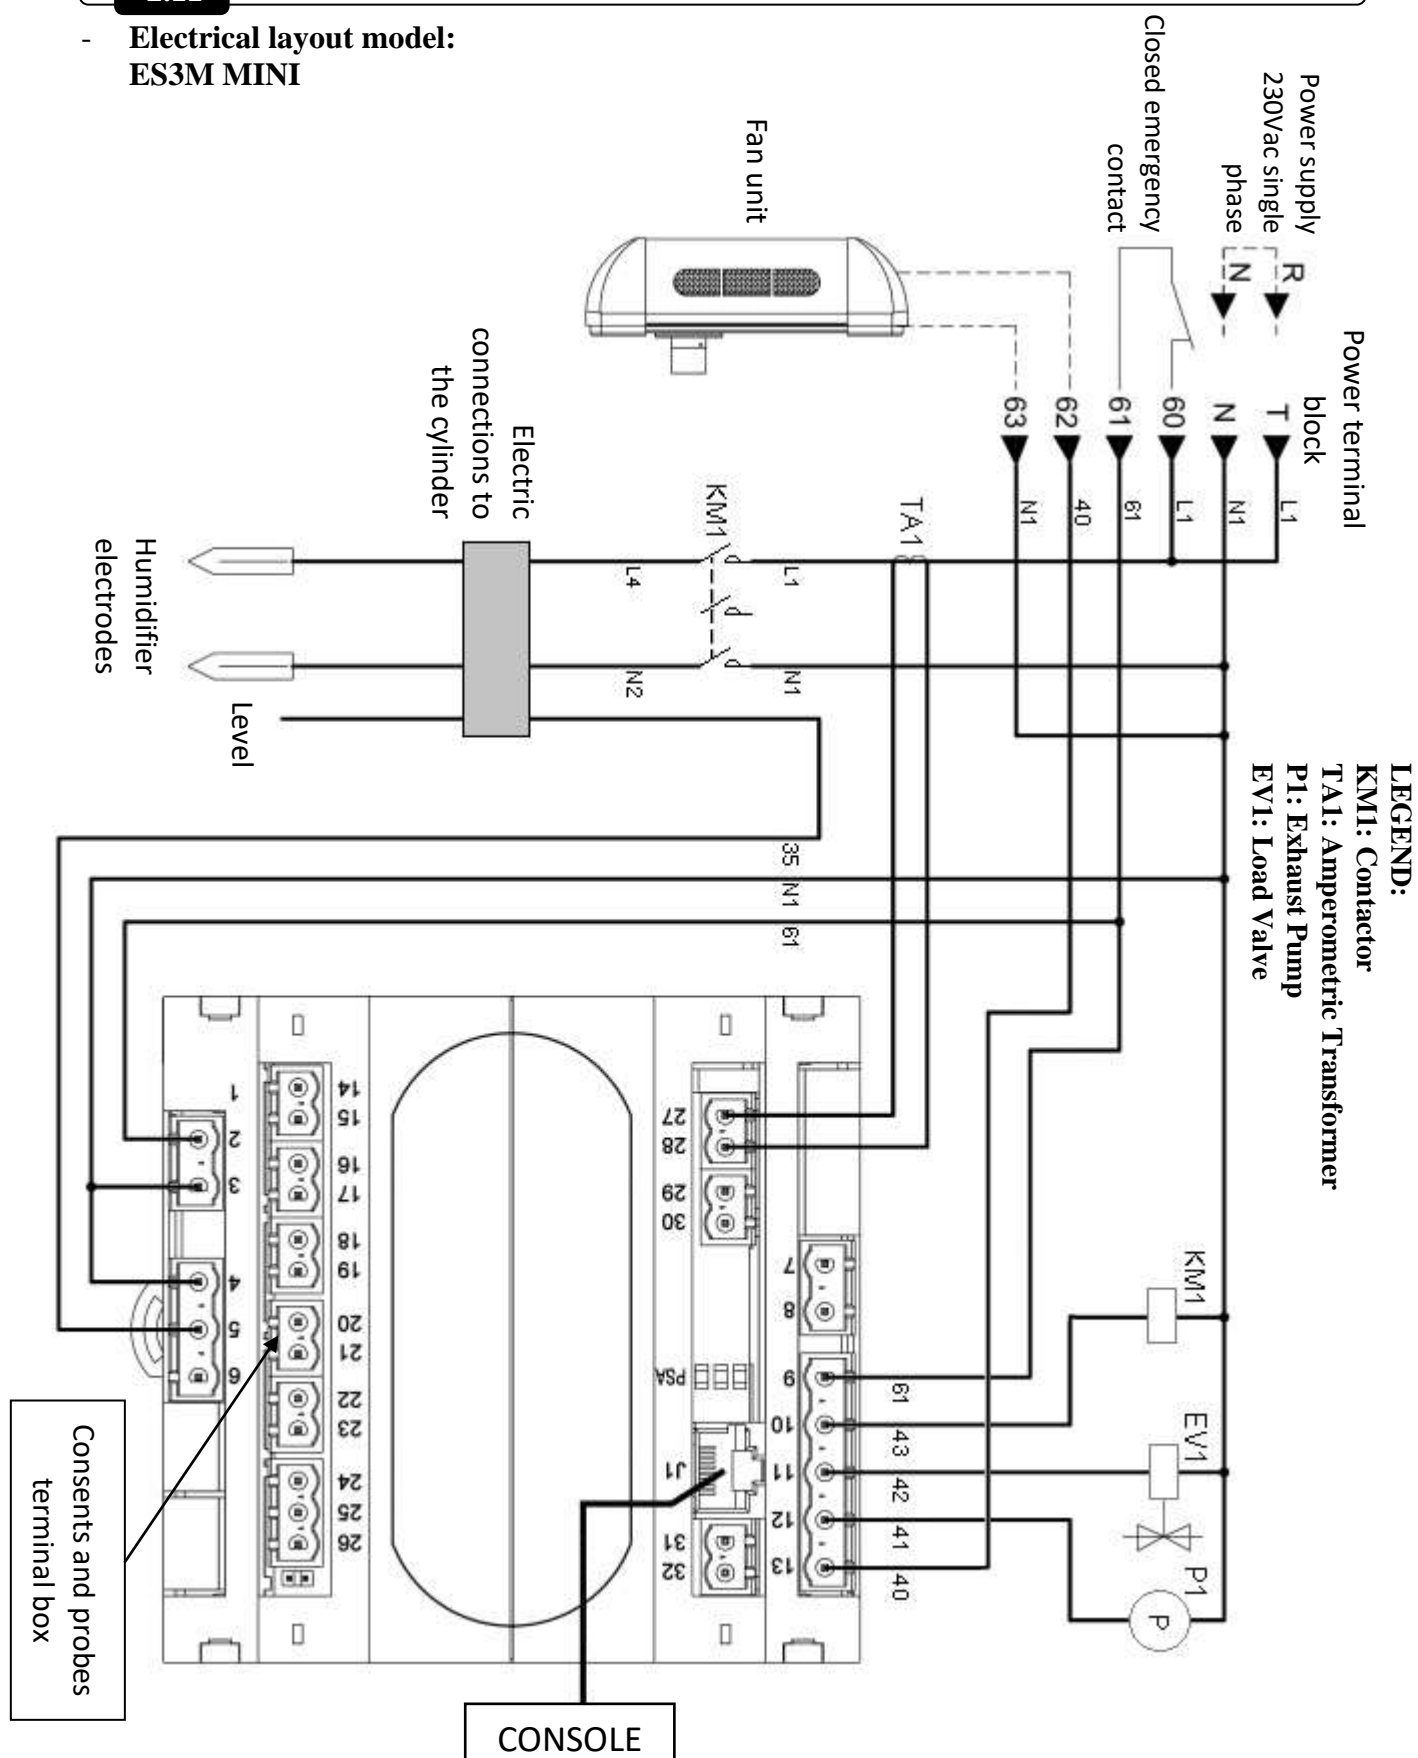 - Electrical layout model:
ES3M MINI
Power supply
230Vac single
phase
Closed emergency
contact
Fan unit
R
N
Power terminal
block
T
N
60
61
62
63
L1
N1
L1
61
40
N1
TA1
KM1
L1
L4
N1
N2
Electric
connections to
the cylinder
Humidifier
electrodes
Level
LEGEND:
KM1: Contactor
TA1: Amperometric Transformer
P1: Exhaust Pump
EV1: Load Valve
35
N1
61
1
2
3
4
5
6
14
15
16
17
18
19
20
21
22
23
24
25
26
27
28
29
30
PSA
J1
31
32
7
8
9
10
11
12
13
61
43
42
41
40
KM1
EV1
P1
P
Consents and probes
terminal box
CONSOLE